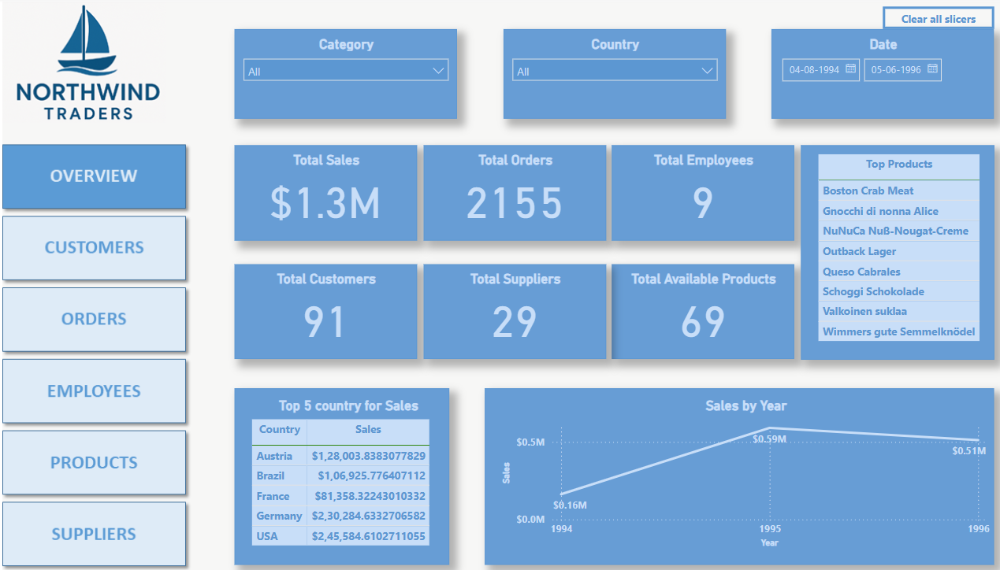 NORTHWIND
TRADERS
Clear all slicers
Category
All
Country
All
Date
04-08-1994
05-06-1996
OVERVIEW
CUSTOMERS
ORDERS
EMPLOYEES
PRODUCTS
SUPPLIERS
Total Sales
$1.3M
Total Orders
2155
Total Employees
9
Total Customers
91
Total Suppliers
29
Total Available Products
69
Top Products
Boston Crab Meat
Gnocchi di nonna Alice
NuNuCa Nuß-Nougat-Creme
Outback Lager
Queso Cabrales
Schoggi Schokolade
Valkoinen suklaa
Wimmers gute Semmelknödel
Top 5 country for Sales
Country Sales
Austria $1,28,003.8383077829
Brazil $1,06,925.776407112
France $81,358.32243010332
Germany $2,30,284.6332706582
USA $2,45,584.6102711055
Sales by Year
Sales
$0.5M
$0.0M
$0.16M
$0.59M
$0.51M
1994 1995 1996
Year